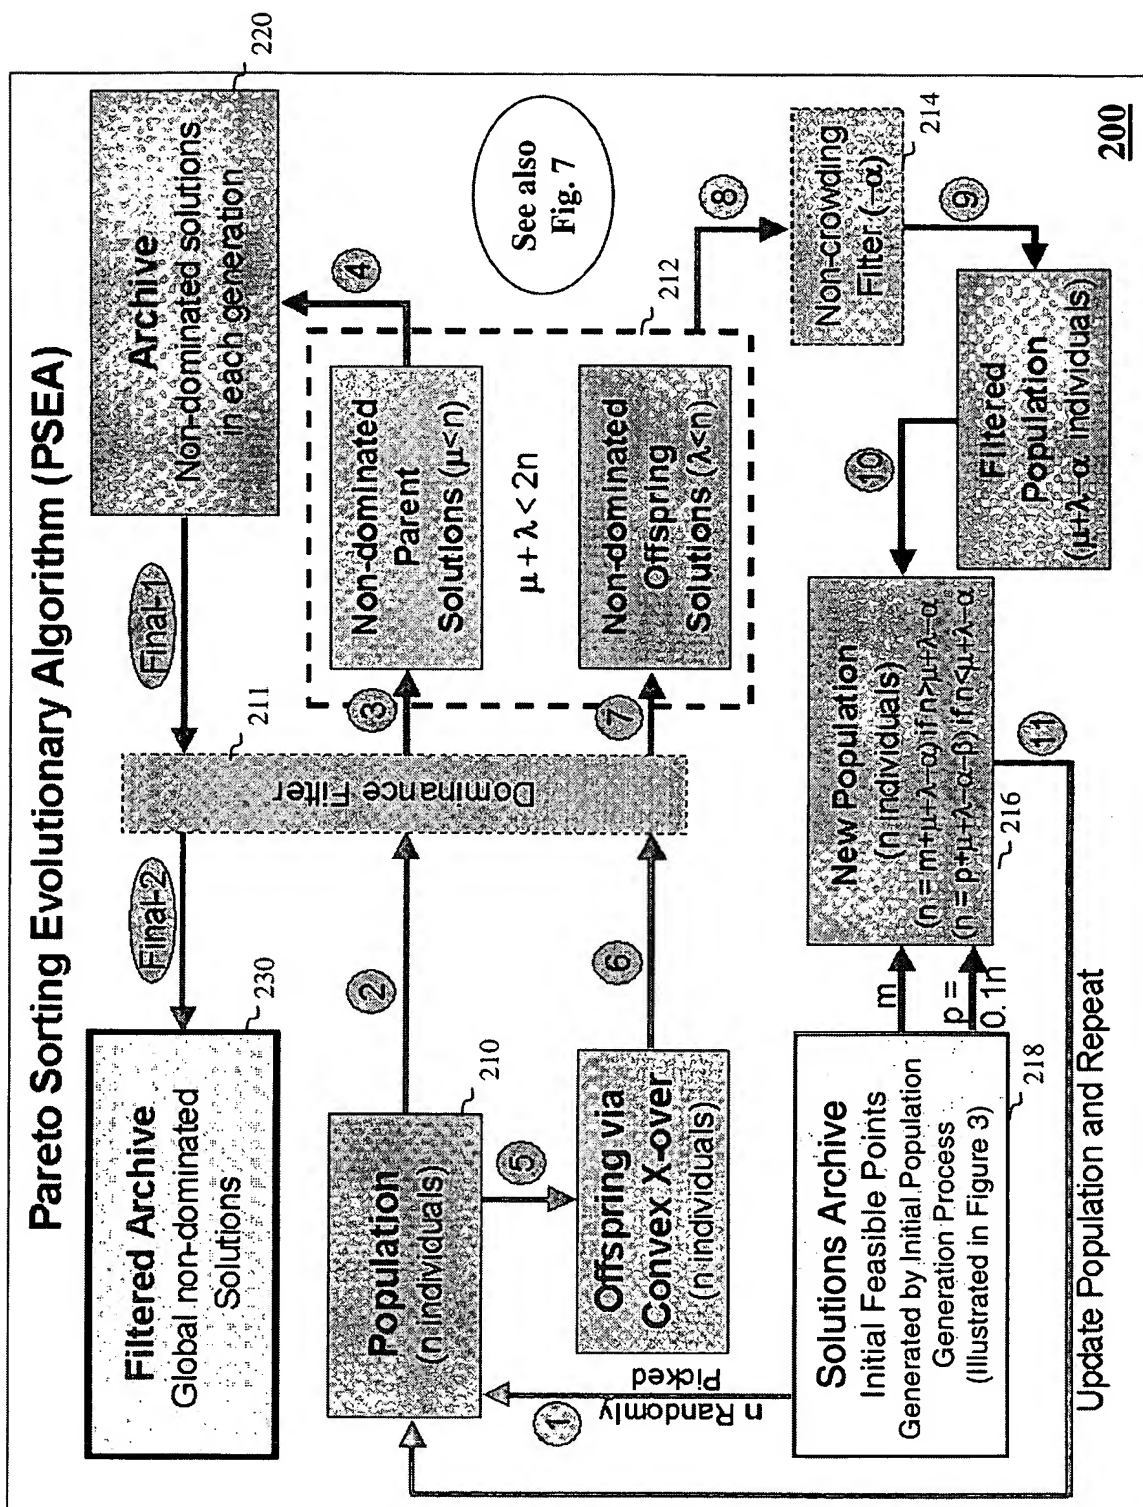 Pareto Sorting Evolutionary Algorithm (PSEA)
Filtered Archive
Global non-dominated
Solutions
230
Final-2
Final-1
211
Archive
Non-dominated solutions
in each generation
220
Population
(n individuals)
210
2
Dominance Filter
3
Non-dominated
Parent
Solutions (μ<n)
4
μ + λ < 2n
See also
Fig. 7
5
Offspring via
Convex X-over
(n individuals)
6
7
Non-dominated
Offspring
Solutions (λ<n)
212
8
1
n Randomly
Picked
Solutions Archive
Initial Feasible Points
Generated by Initial Population
Generation Process
(Illustrated in Figure 3)
218
m
p =
0.1n
New Population
(n individuals)
(n = m+μ+λ-α) if n>μ+λ-α
(n = p+μ+λ-α-β) if n<μ+λ-α
216
10
Filtered
Population
(μ+λ-α individuals)
9
Non-crowding
Filter (-α)
214
11
Update Population and Repeat
200